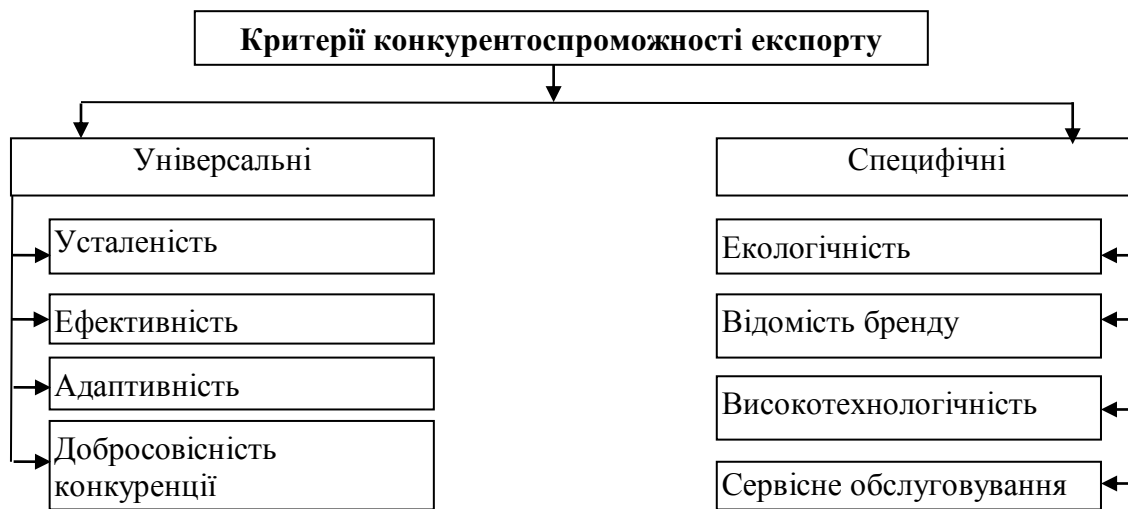 Критерії конкурентоспроможності експорту
Універсальні
Усталеність
Ефективність
Адаптивність
Добросовісність
конкуренції
Специфічні
Екологічність
Відомість бренду
Високотехнологічність
Сервісне обслуговування